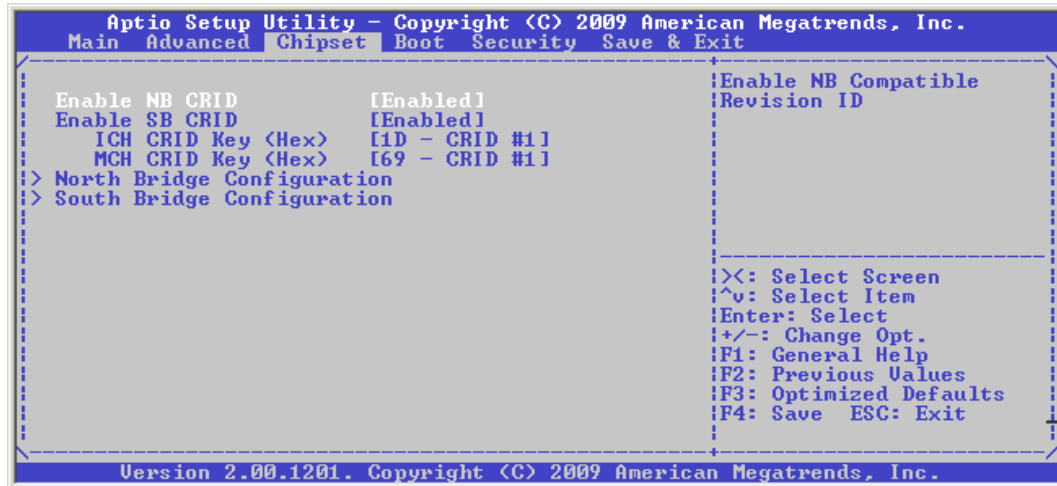 Aptio Setup Utility – Copyright (C) 2009 American Megatrends, Inc.
Main Advanced Chipset Boot Security Save & Exit
Enable NB CRID [Enabled]
Enable SB CRID [Enabled]
ICH CRID Key (Hex) [1D – CRID #1]
MCH CRID Key (Hex) [69 – CRID #1]
> North Bridge Configuration
> South Bridge Configuration
Enable NB Compatible
Revision ID
><: Select Screen
^v: Select Item
Enter: Select
+/-: Change Opt.
F1: General Help
F2: Previous Values
F3: Optimized Defaults
F4: Save ESC: Exit
Version 2.00.1201. Copyright (C) 2009 American Megatrends, Inc.